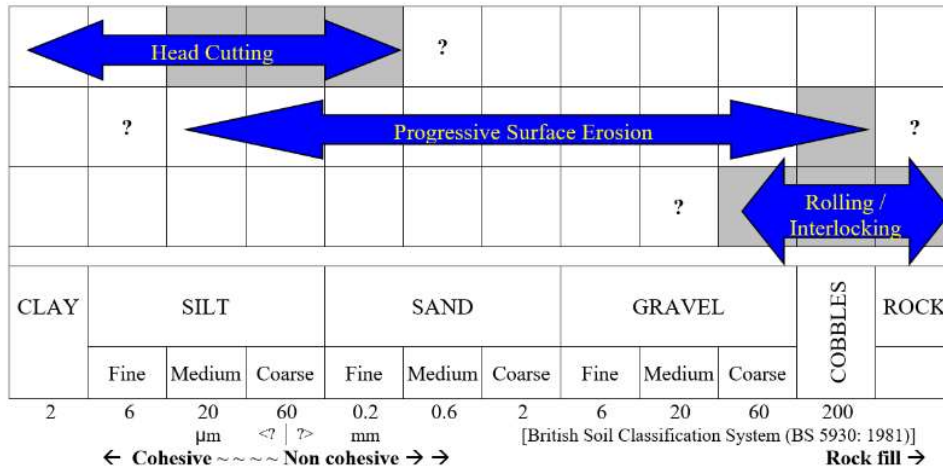 Head Cutting
?
?
Progressive Surface Erosion
?
?
Rolling /
Interlocking
CLAY SILT SAND GRAVEL COBBLES ROCK
Fine Medium Coarse Fine Medium Coarse Fine Medium Coarse
2 6 20 60 0.2 0.6 2 6 20 60 200
µm <? | ?> mm [British Soil Classification System (BS 5930: 1981)]
← Cohesive ~ ~ ~ ~ Non cohesive → → Rock fill →